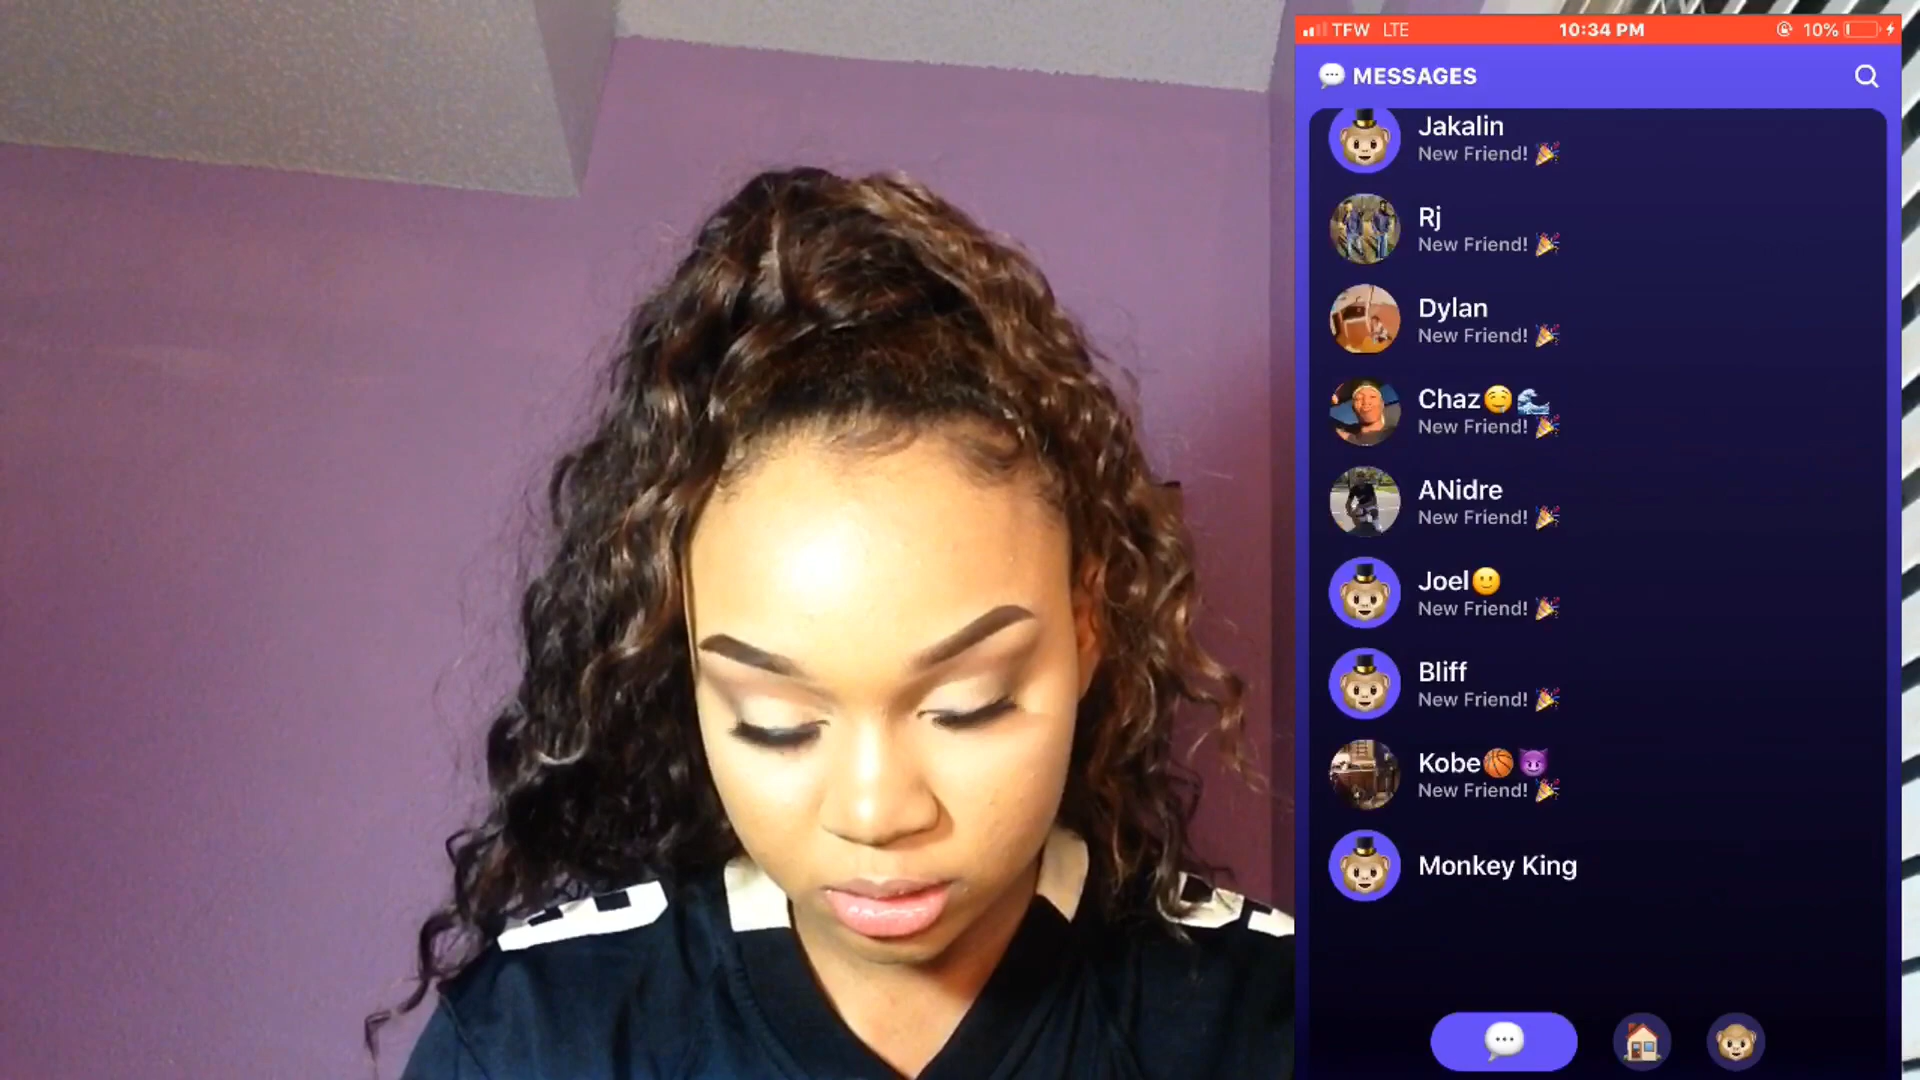 TFW LTE 10:34 PM 10%
MESSAGES
Jakalin
New Friend!
Rj
New Friend!
Dylan
New Friend!
Chaz
New Friend!
ANidre
New Friend!
Joel
New Friend!
Bliff
New Friend!
Kobe
New Friend!
Monkey King